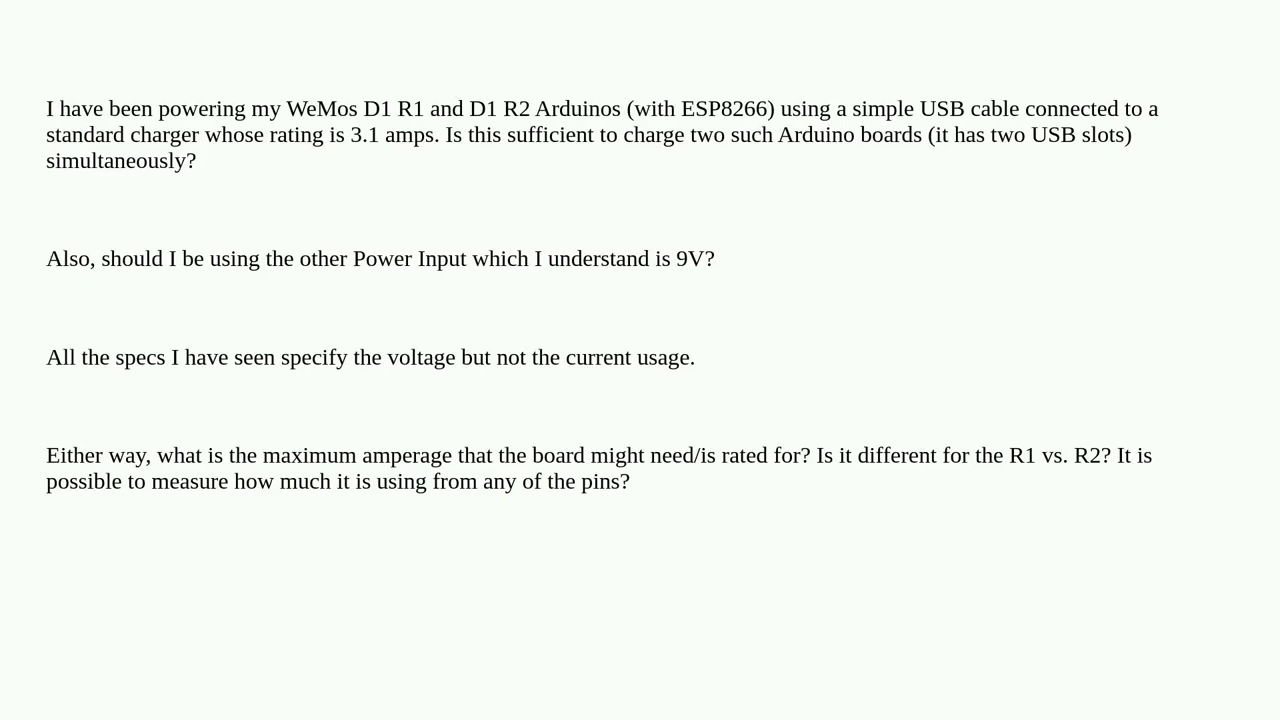 I have been powering my WeMos D1 R1 and D1 R2 Arduinos (with ESP8266) using a simple USB cable connected to a
standard charger whose rating is 3.1 amps. Is this sufficient to charge two such Arduino boards (it has two USB slots)
simultaneously?
Also, should I be using the other Power Input which I understand is 9V?
All the specs I have seen specify the voltage but not the current usage.
Either way, what is the maximum amperage that the board might need/is rated for? Is it different for the R1 vs. R2? It is
possible to measure how much it is using from any of the pins?